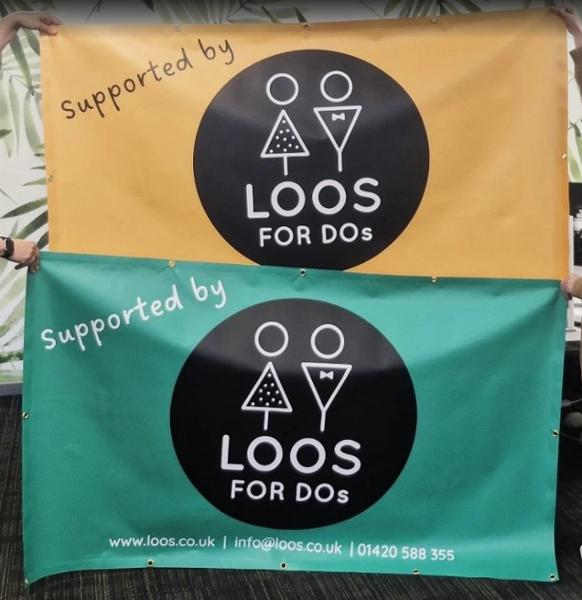 Supported by
LOOS
FOR DOs
Supported by
LOOS
FOR DOs
www.loos.co.uk | info@loos.co.uk | 01420 588 355